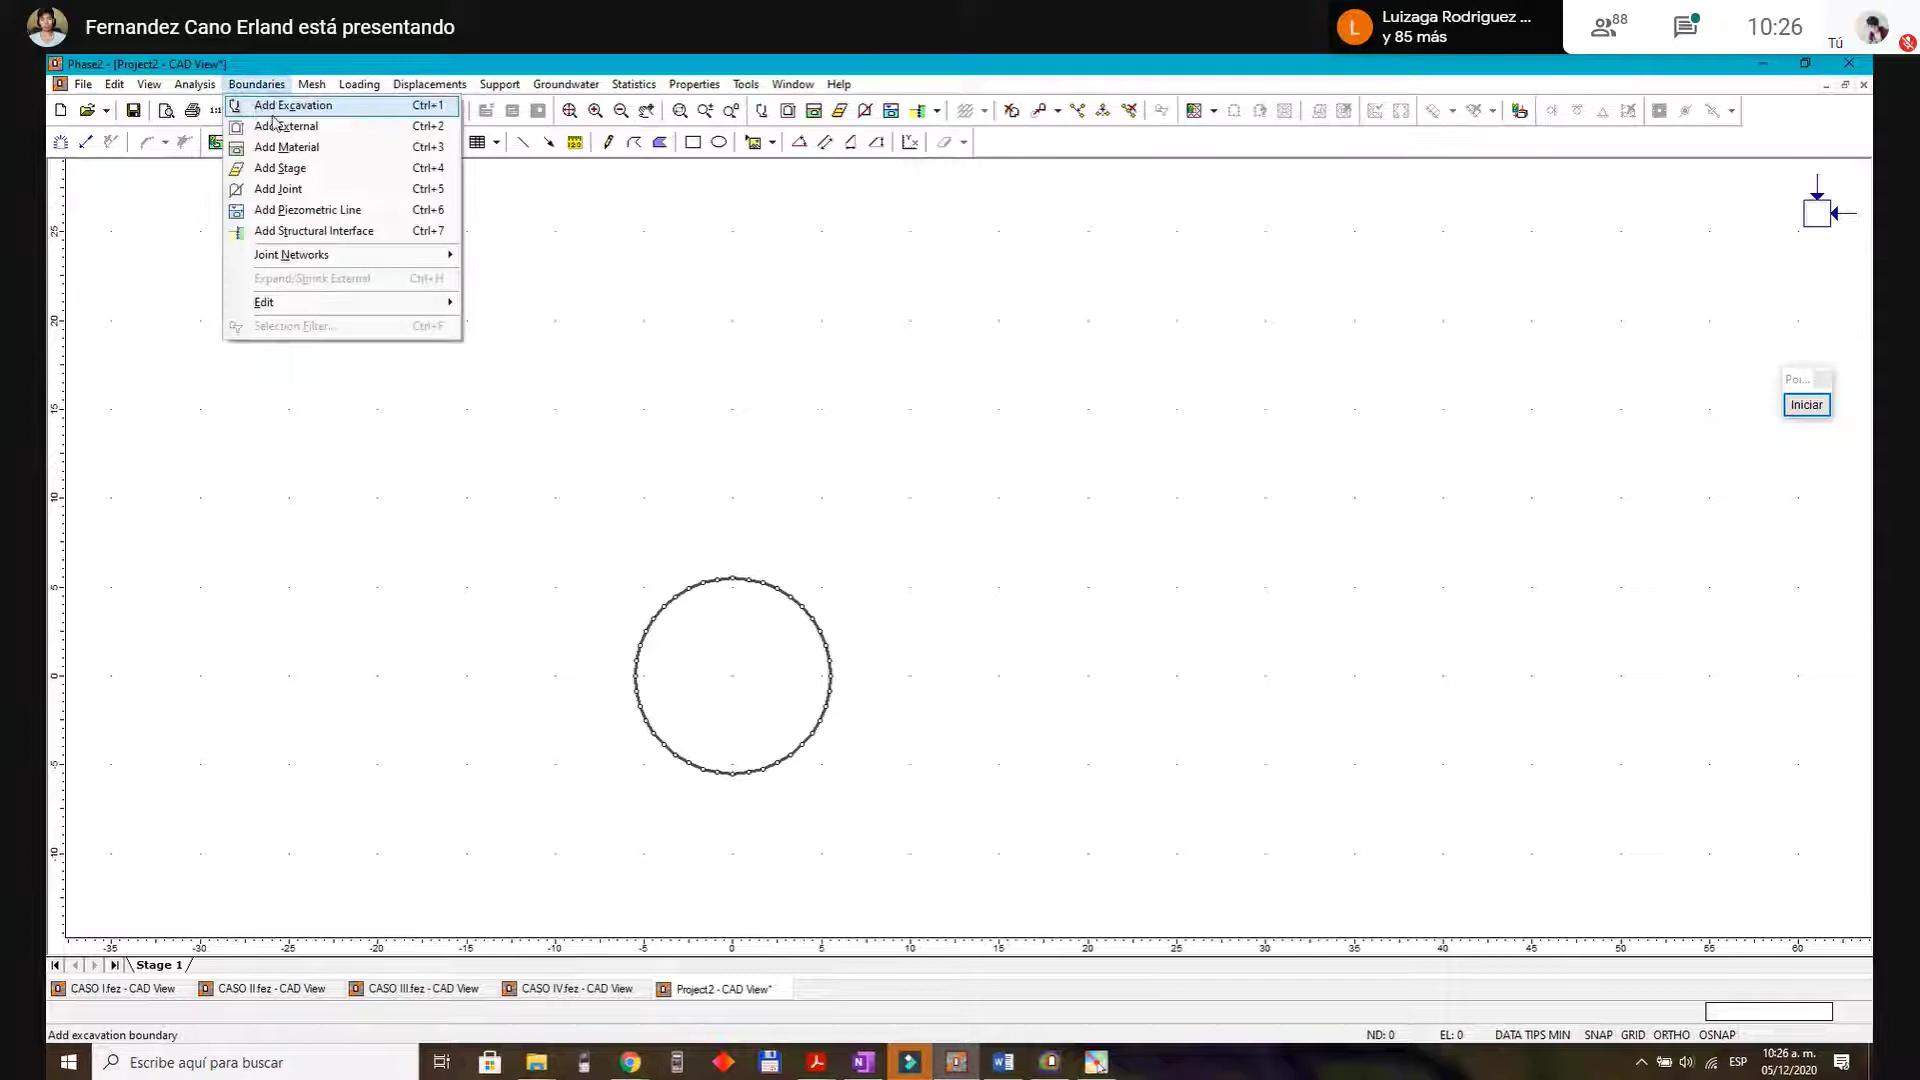 Fernandez Cano Erland está presentando
L
Luizaga Rodriguez ...
y 85 más
88
10:26
Tú
Phase2 - [Project2 - CAD View*]
File Edit View Analysis Boundaries Mesh Loading Displacements Support Groundwater Statistics Properties Tools Window Help
Add Excavation Ctrl+1
Add External Ctrl+2
Add Material Ctrl+3
Add Stage Ctrl+4
Add Joint Ctrl+5
Add Piezometric Line Ctrl+6
Add Structural Interface Ctrl+7
Joint Networks
Expand/Shrink External Ctrl+H
Edit
Selection Filter... Ctrl+F
1:1
25
20
15
10
5
0
-5
-10
Poi...
Iniciar
-35 -30 -25 -20 -15 -10 -5 0 5 10 15 20 25 30 35 40 45 50 55 60
Stage 1
CASO I.fez - CAD View CASO II.fez - CAD View CASO III.fez - CAD View CASO IV.fez - CAD View Project2 - CAD View*
Add excavation boundary ND: 0 EL: 0 DATA TIPS MIN SNAP GRID ORTHO OSNAP
Escribe aquí para buscar
ESP
10:26 a. m.
05/12/2020